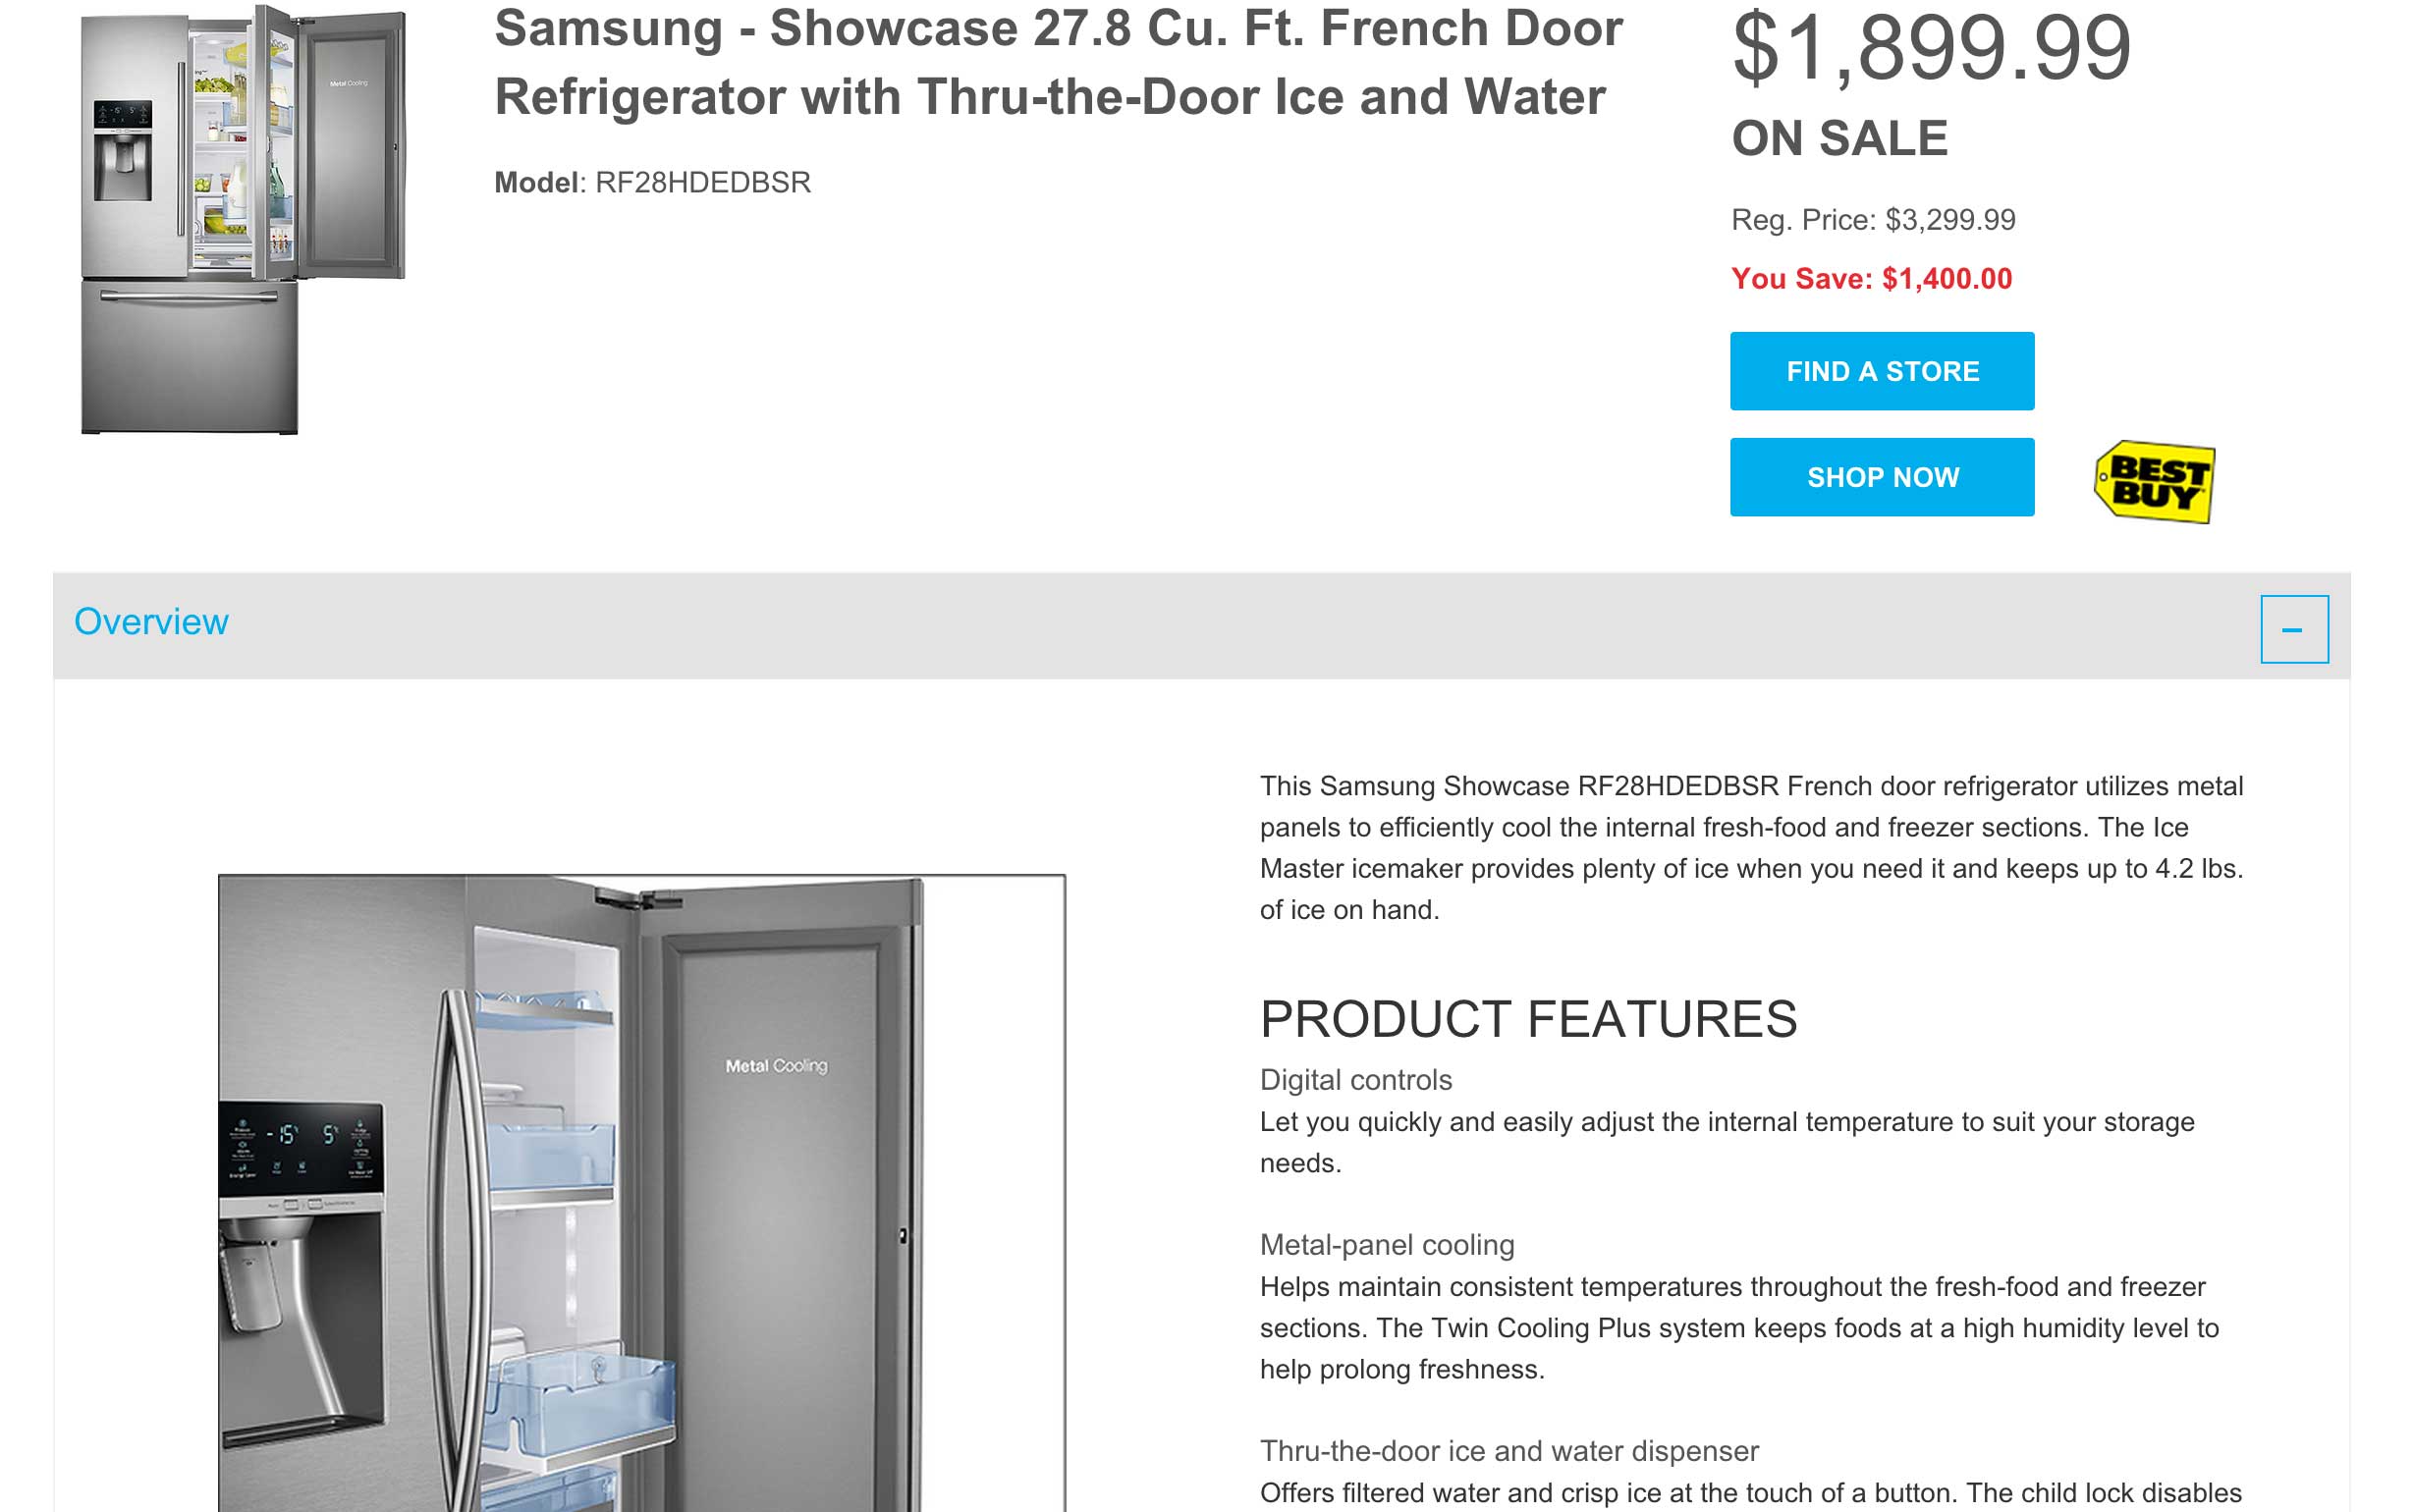 Samsung - Showcase 27.8 Cu. Ft. French Door
Refrigerator with Thru-the-Door Ice and Water
Model: RF28HDEDBSR
$1,899.99
ON SALE
Reg. Price: $3,299.99
You Save: $1,400.00
FIND A STORE
SHOP NOW
BEST
BUY
Metal Cooling
Overview
This Samsung Showcase RF28HDEDBSR French door refrigerator utilizes metal
panels to efficiently cool the internal fresh-food and freezer sections. The Ice
Master icemaker provides plenty of ice when you need it and keeps up to 4.2 lbs.
of ice on hand.
Metal Cooling
-15° 5°
PRODUCT FEATURES
Digital controls
Let you quickly and easily adjust the internal temperature to suit your storage
needs.
Metal-panel cooling
Helps maintain consistent temperatures throughout the fresh-food and freezer
sections. The Twin Cooling Plus system keeps foods at a high humidity level to
help prolong freshness.
Thru-the-door ice and water dispenser
Offers filtered water and crisp ice at the touch of a button. The child lock disables